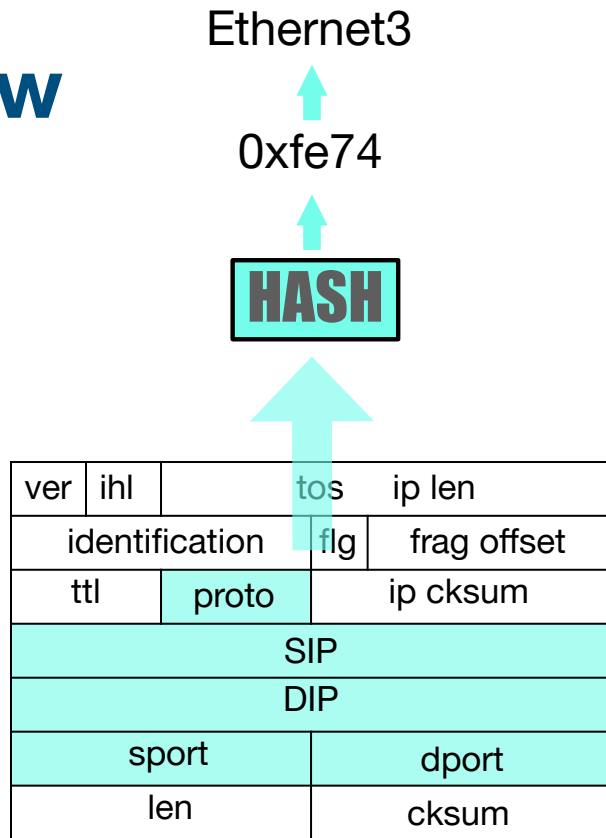 Ethernet3
w
0xfe74
HASH
ver ihl tos ip len
identification flg frag offset
ttl proto ip cksum
SIP
DIP
sport dport
len cksum